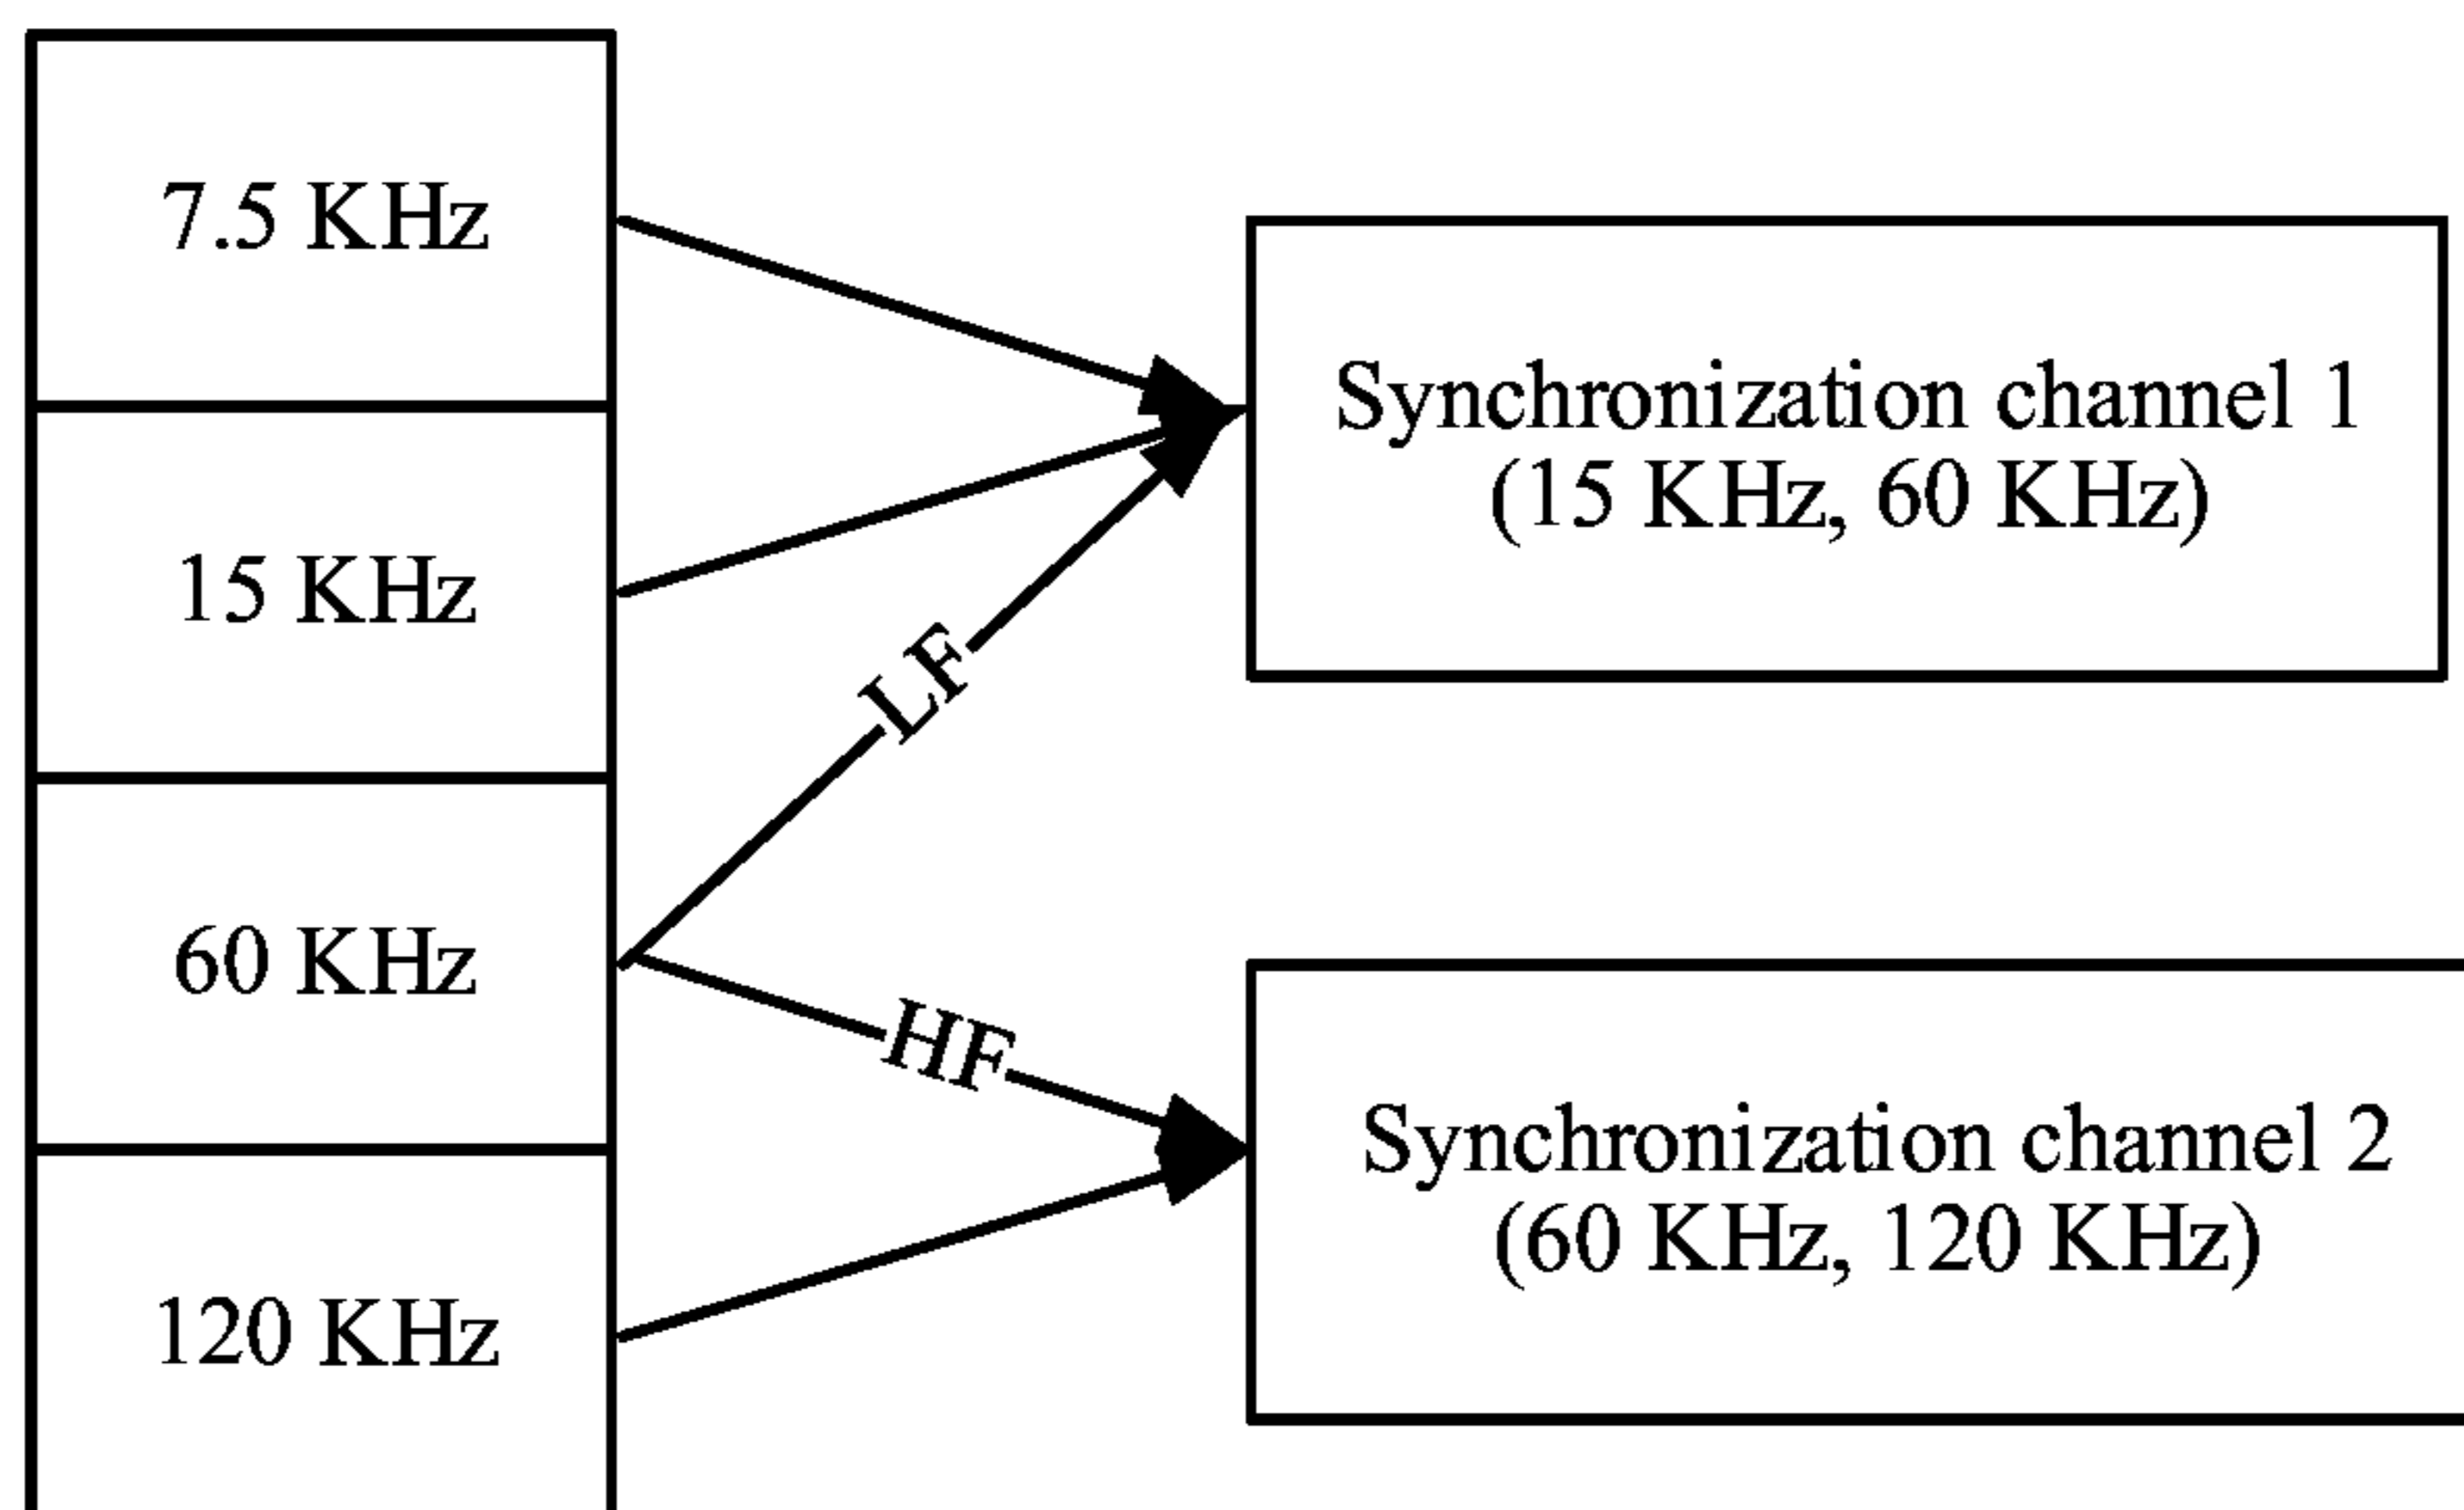 7.5 KHz
15 KHz
60 KHz
120 KHz
LF
HF
Synchronization channel 1
(15 KHz, 60 KHz)
Synchronization channel 2
(60 KHz, 120 KHz)